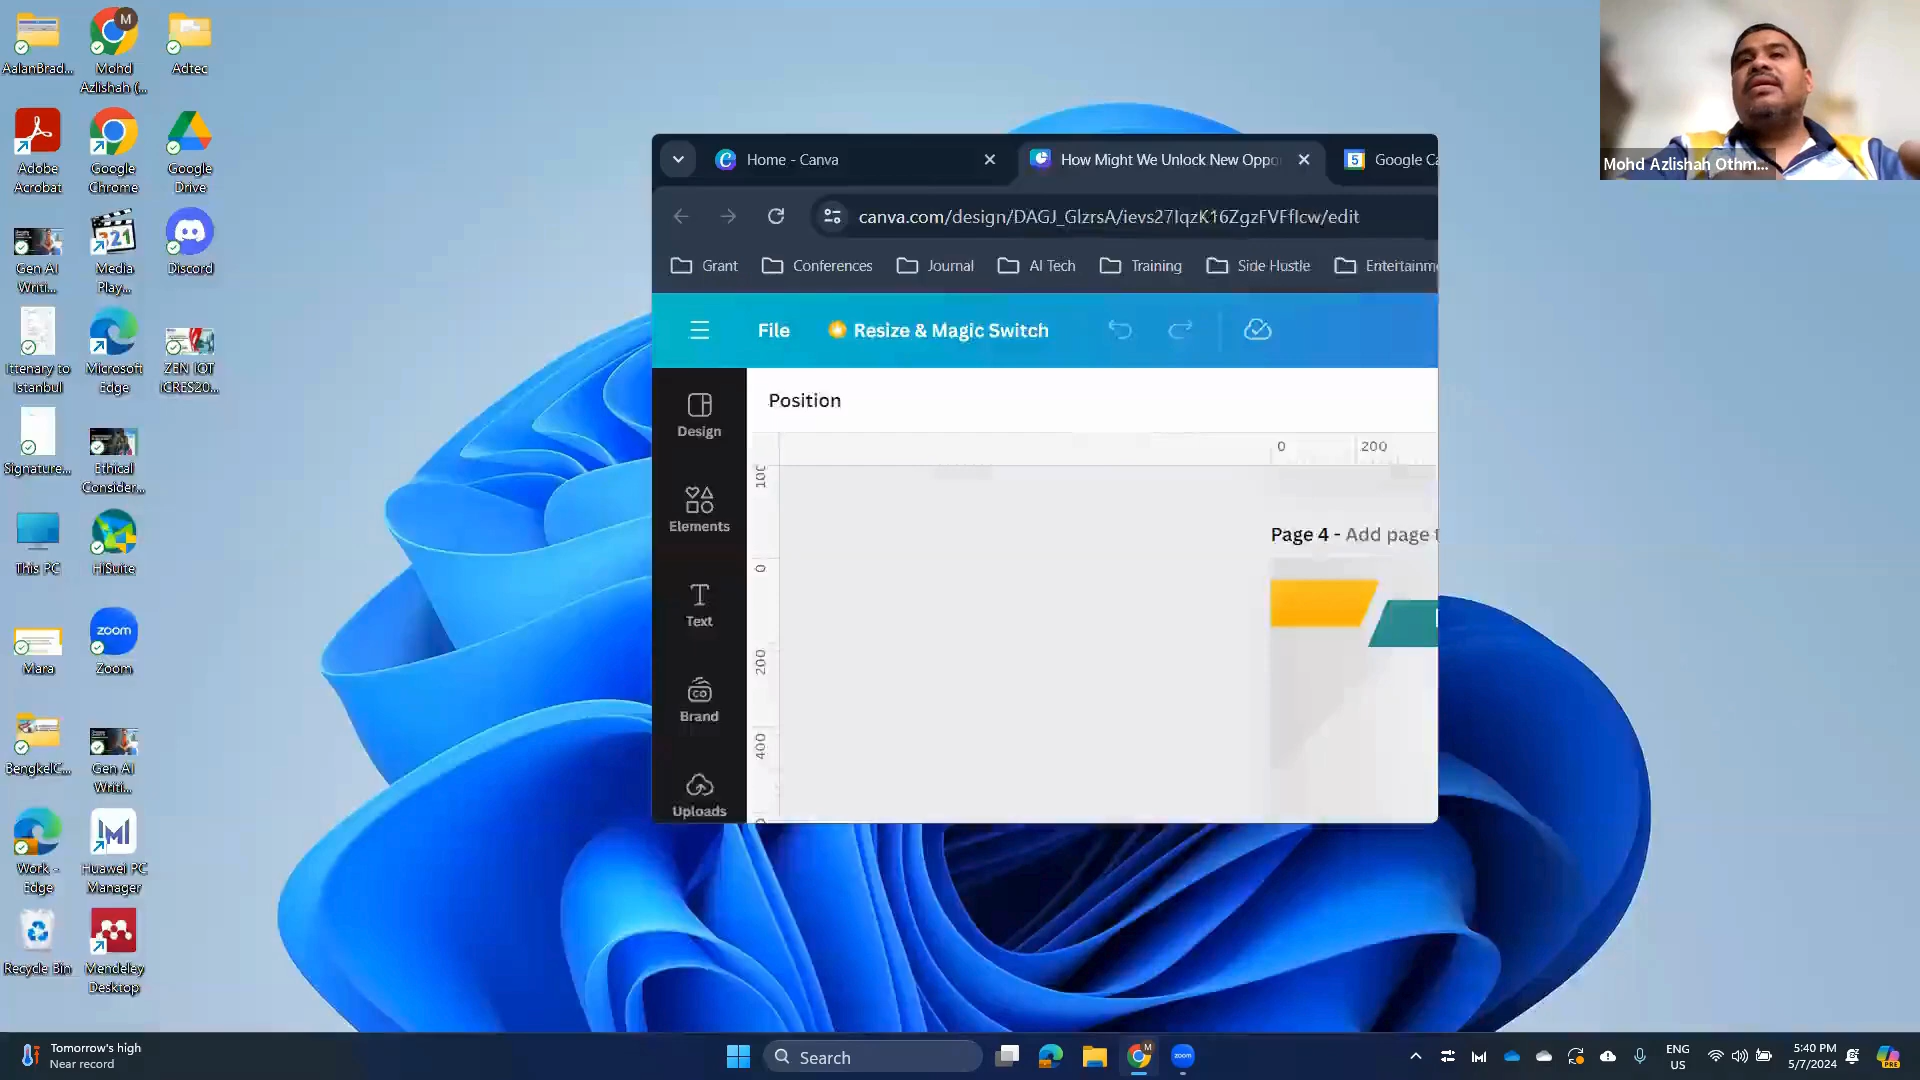 AalanBrad...
Mohd
Azlishah (...
Adtec
Adobe
Acrobat
Google
Chrome
Google
Drive
Gen AI
Writi...
Media
Play...
Discord
Ittenary to
Istanbul
Microsoft
Edge
ZEN IOT
ICRES20...
Signature...
Ethical
Consider...
This PC
HiSuite
Mara
zoom
Zoom
BengkelC...
Gen AI
Writi...
Work -
Edge
Huawei PC
Manager
Recycle Bin
Mendeley
Desktop
Home - Canva
How Might We Unlock New Oppo
5
Google Ca
canva.com/design/DAGJ_GlzrsA/ievs27IqzK16ZgzFVFflcw/edit
Grant
Conferences
Journal
AI Tech
Training
Side Hustle
Entertainm
File
Resize & Magic Switch
Position
Design
Elements
Text
Brand
Uploads
0
200
100
0
200
400
Page 4 - Add page t
Mohd Azlishah Othm...
Tomorrow's high
Near record
Search
M
zoom
ENG
US
5:40 PM
5/7/2024
PRE